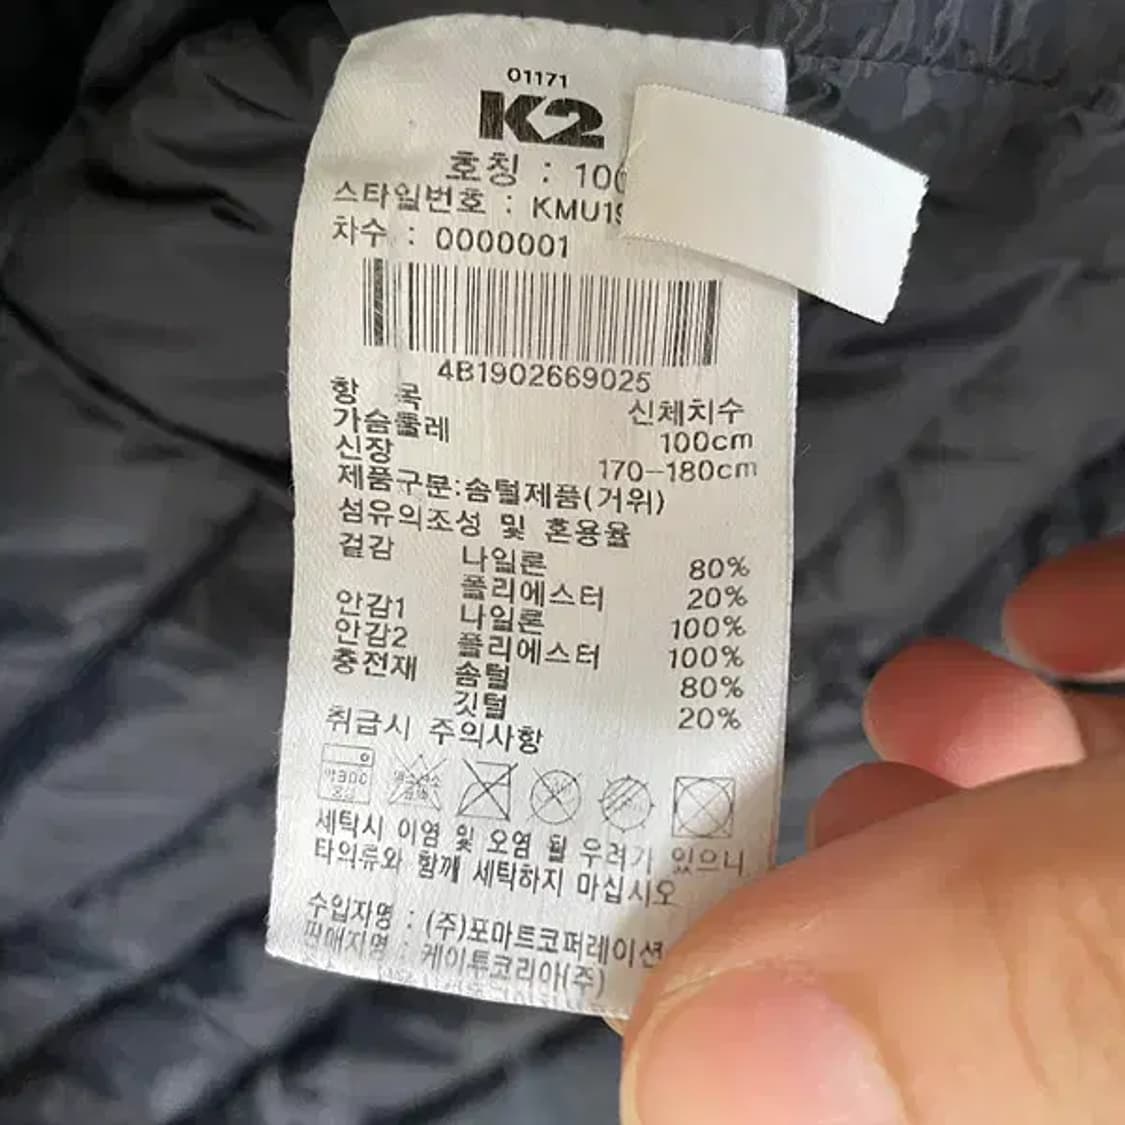 01171
K2
호칭 : 100
스타일번호 : KMU19
차수 : 0000001
4B1902669025
항 목 신체치수
가슴둘레 100cm
신장 170-180cm
제품구분:솜털제품(거위)
섬유의조성 및 혼용율
겉감 나일론 80%
폴리에스터 20%
안감1 나일론 100%
안감2 폴리에스터 100%
충전재 솜털 80%
깃털 20%
취급시 주의사항
약30℃
세탁시 이염 및 오염 될 우려가 있으니
타의류와 함께 세탁하지 마십시오
수입자명 : (주)포마트코퍼레이션
판매자명 : 케이투코리아(주)